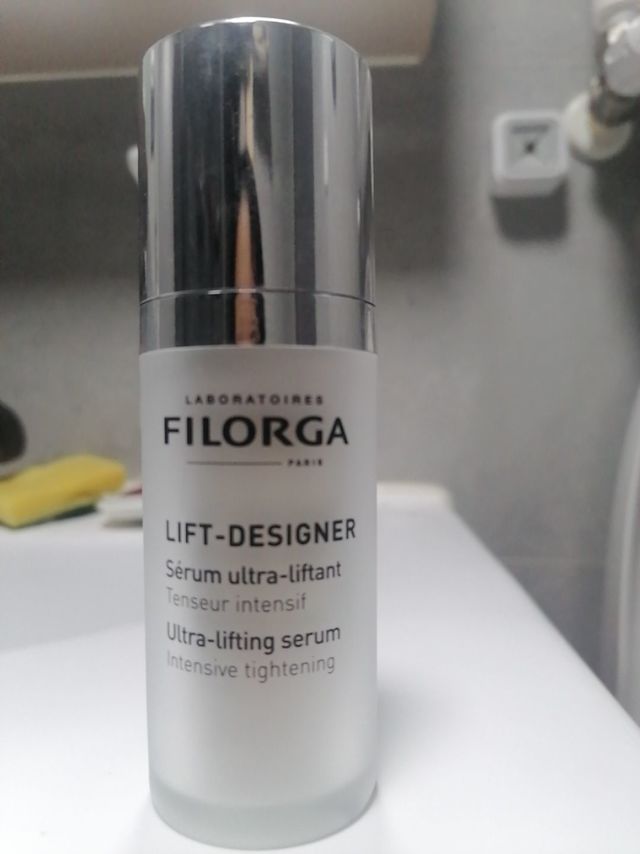 LABORATOIRES
FILORGA
PARIS
LIFT-DESIGNER
Sérum ultra-liftant
Tenseur intensif
Ultra-lifting serum
Intensive tightening